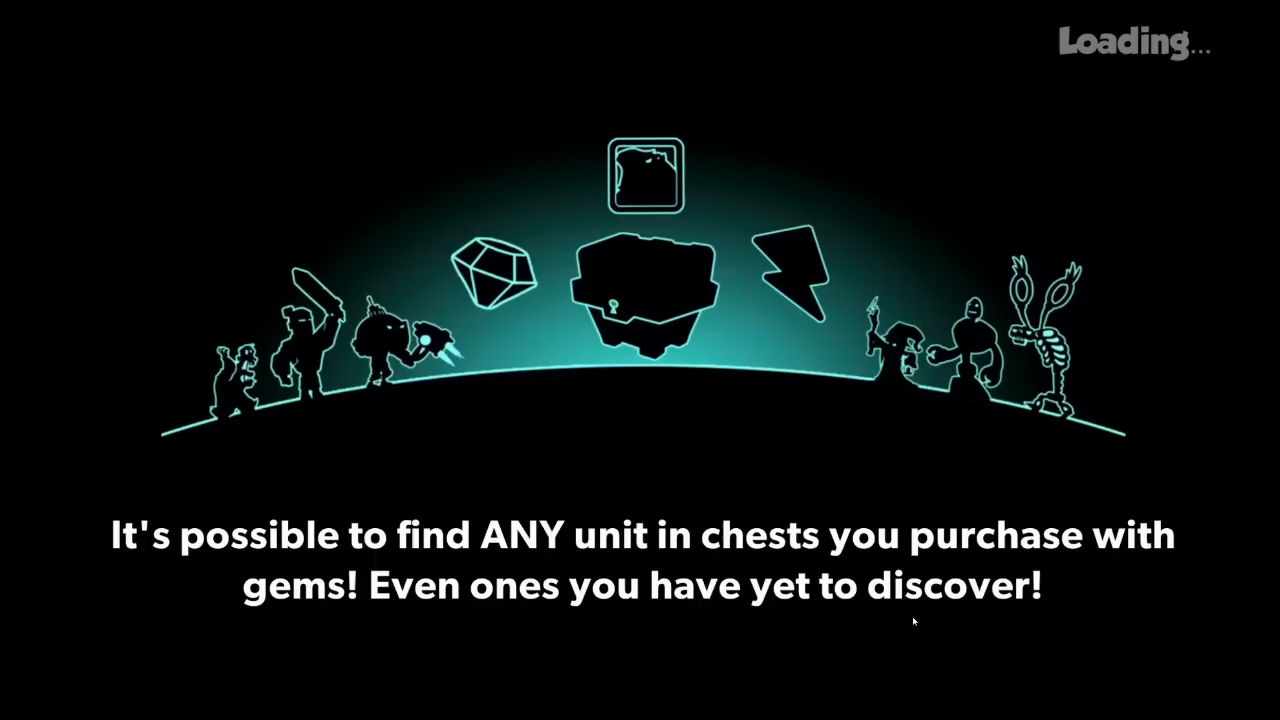 Loading...
It's possible to find ANY unit in chests you purchase with
gems! Even ones you have yet to discover!